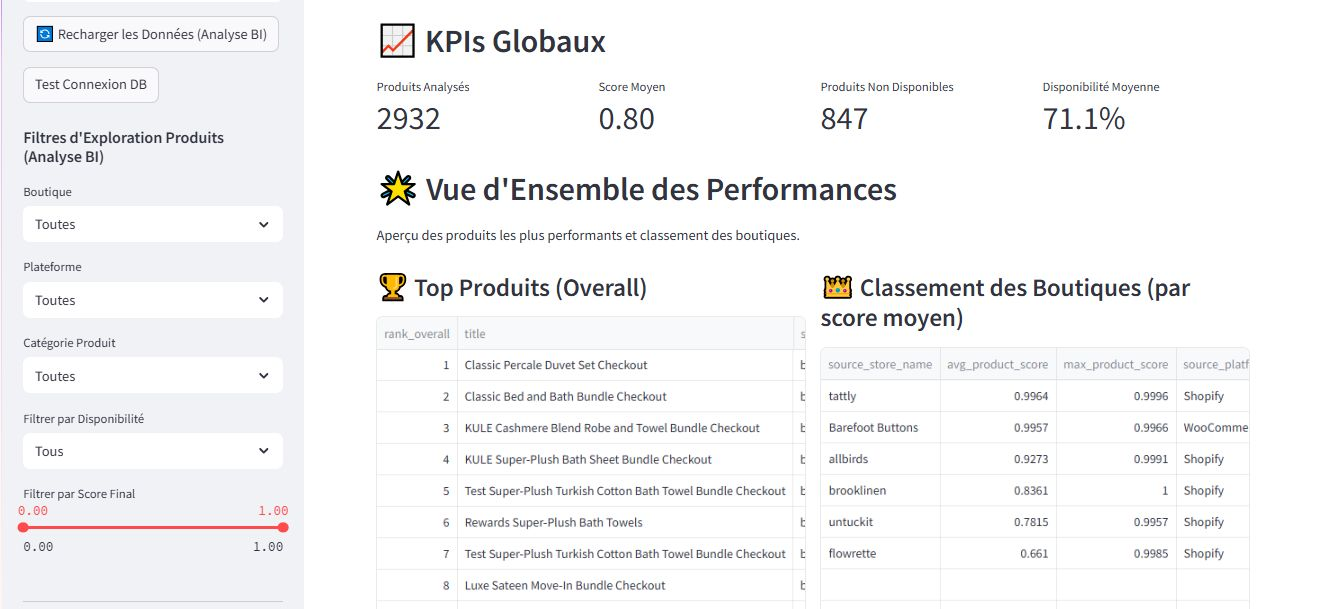 Recharger les Données (Analyse BI)
Test Connexion DB
Filtres d'Exploration Produits
(Analyse BI)
Boutique
Toutes
Plateforme
Toutes
Catégorie Produit
Toutes
Filtrer par Disponibilité
Tous
Filtrer par Score Final
0.00 1.00
0.00 1.00
KPIs Globaux
Produits Analysés Score Moyen Produits Non Disponibles Disponibilité Moyenne
2932 0.80 847 71.1%
Vue d'Ensemble des Performances
Aperçu des produits les plus performants et classement des boutiques.
Top Produits (Overall)
rank_overall title s
1 Classic Percale Duvet Set Checkout b
2 Classic Bed and Bath Bundle Checkout b
3 KULE Cashmere Blend Robe and Towel Bundle Checkout b
4 KULE Super-Plush Bath Sheet Bundle Checkout b
5 Test Super-Plush Turkish Cotton Bath Towel Bundle Checkout b
6 Rewards Super-Plush Bath Towels b
7 Test Super-Plush Turkish Cotton Bath Towel Bundle Checkout b
8 Luxe Sateen Move-In Bundle Checkout b
Classement des Boutiques (par
score moyen)
source_store_name avg_product_score max_product_score source_platf
tattly 0.9964 0.9996 Shopify
Barefoot Buttons 0.9957 0.9966 WooComme
allbirds 0.9273 0.9991 Shopify
brooklinen 0.8361 1 Shopify
untuckit 0.7815 0.9957 Shopify
flowrette 0.661 0.9985 Shopify